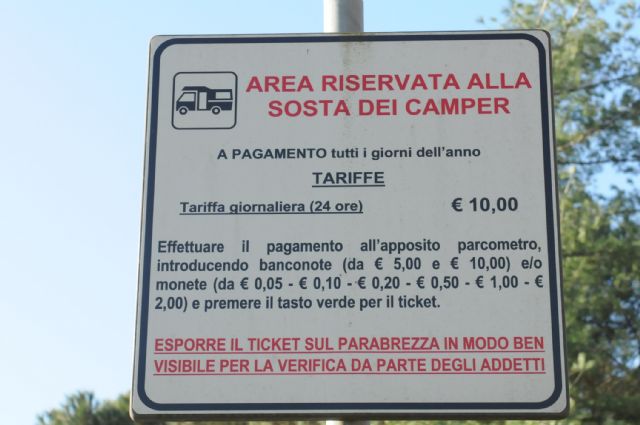 AREA RISERVATA ALLA
SOSTA DEI CAMPER
A PAGAMENTO tutti i giorni dell'anno
TARIFFE
Tariffa giornaliera (24 ore) € 10,00
Effettuare il pagamento all'apposito parcometro,
introducendo banconote (da € 5,00 e € 10,00) e/o
monete (da € 0,05 - € 0,10 - € 0,20 - € 0,50 - € 1,00 - €
2,00) e premere il tasto verde per il ticket.
ESPORRE IL TICKET SUL PARABREZZA IN MODO BEN
VISIBILE PER LA VERIFICA DA PARTE DEGLI ADDETTI